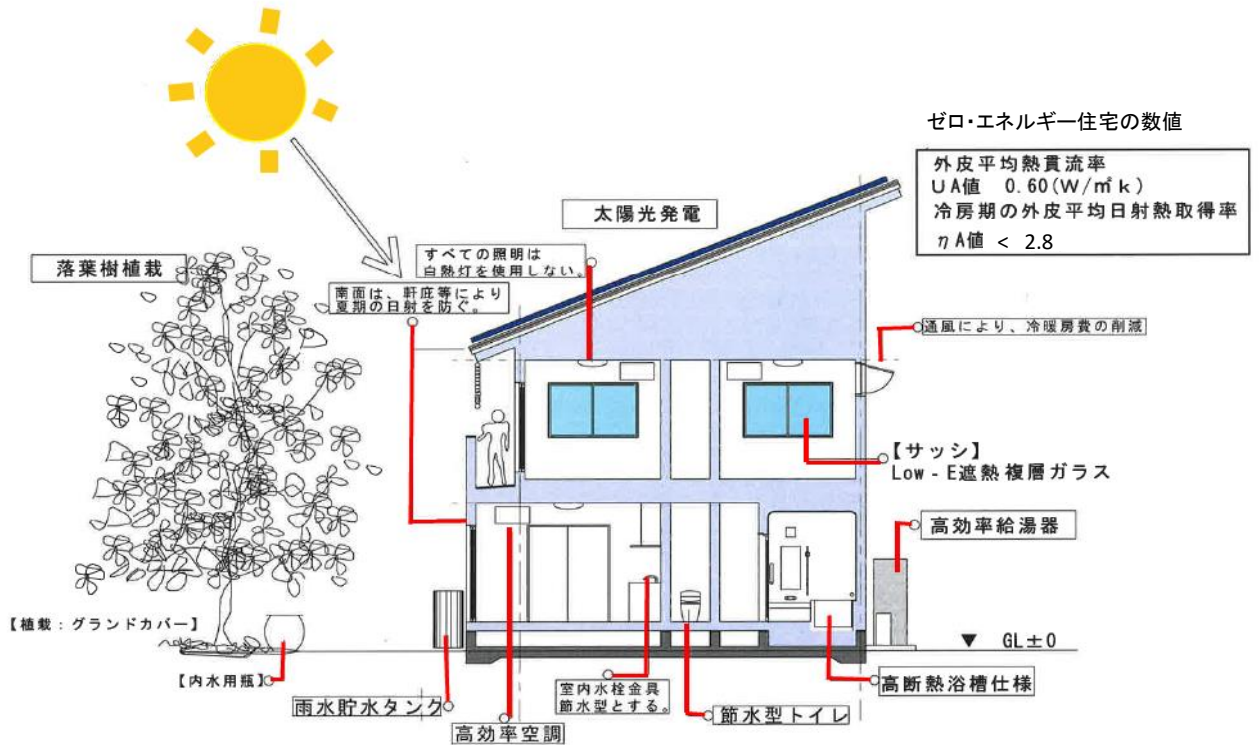 ゼロ・エネルギー住宅の数値
外皮平均熱貫流率
UA値 0.60(W/㎡k)
冷房期の外皮平均日射熱取得率
ηA値 < 2.8
太陽光発電
落葉樹植栽
すべての照明は
白熱灯を使用しない。
南面は、軒庇等により
夏期の日射を防ぐ。
通風により、冷暖房費の削減
【サッシ】
Low-E遮熱複層ガラス
高効率給湯器
【植栽:グランドカバー】
GL±0
【内水用瓶】
雨水貯水タンク
高効率空調
室内水栓金具
節水型とする。
節水型トイレ
高断熱浴槽仕様